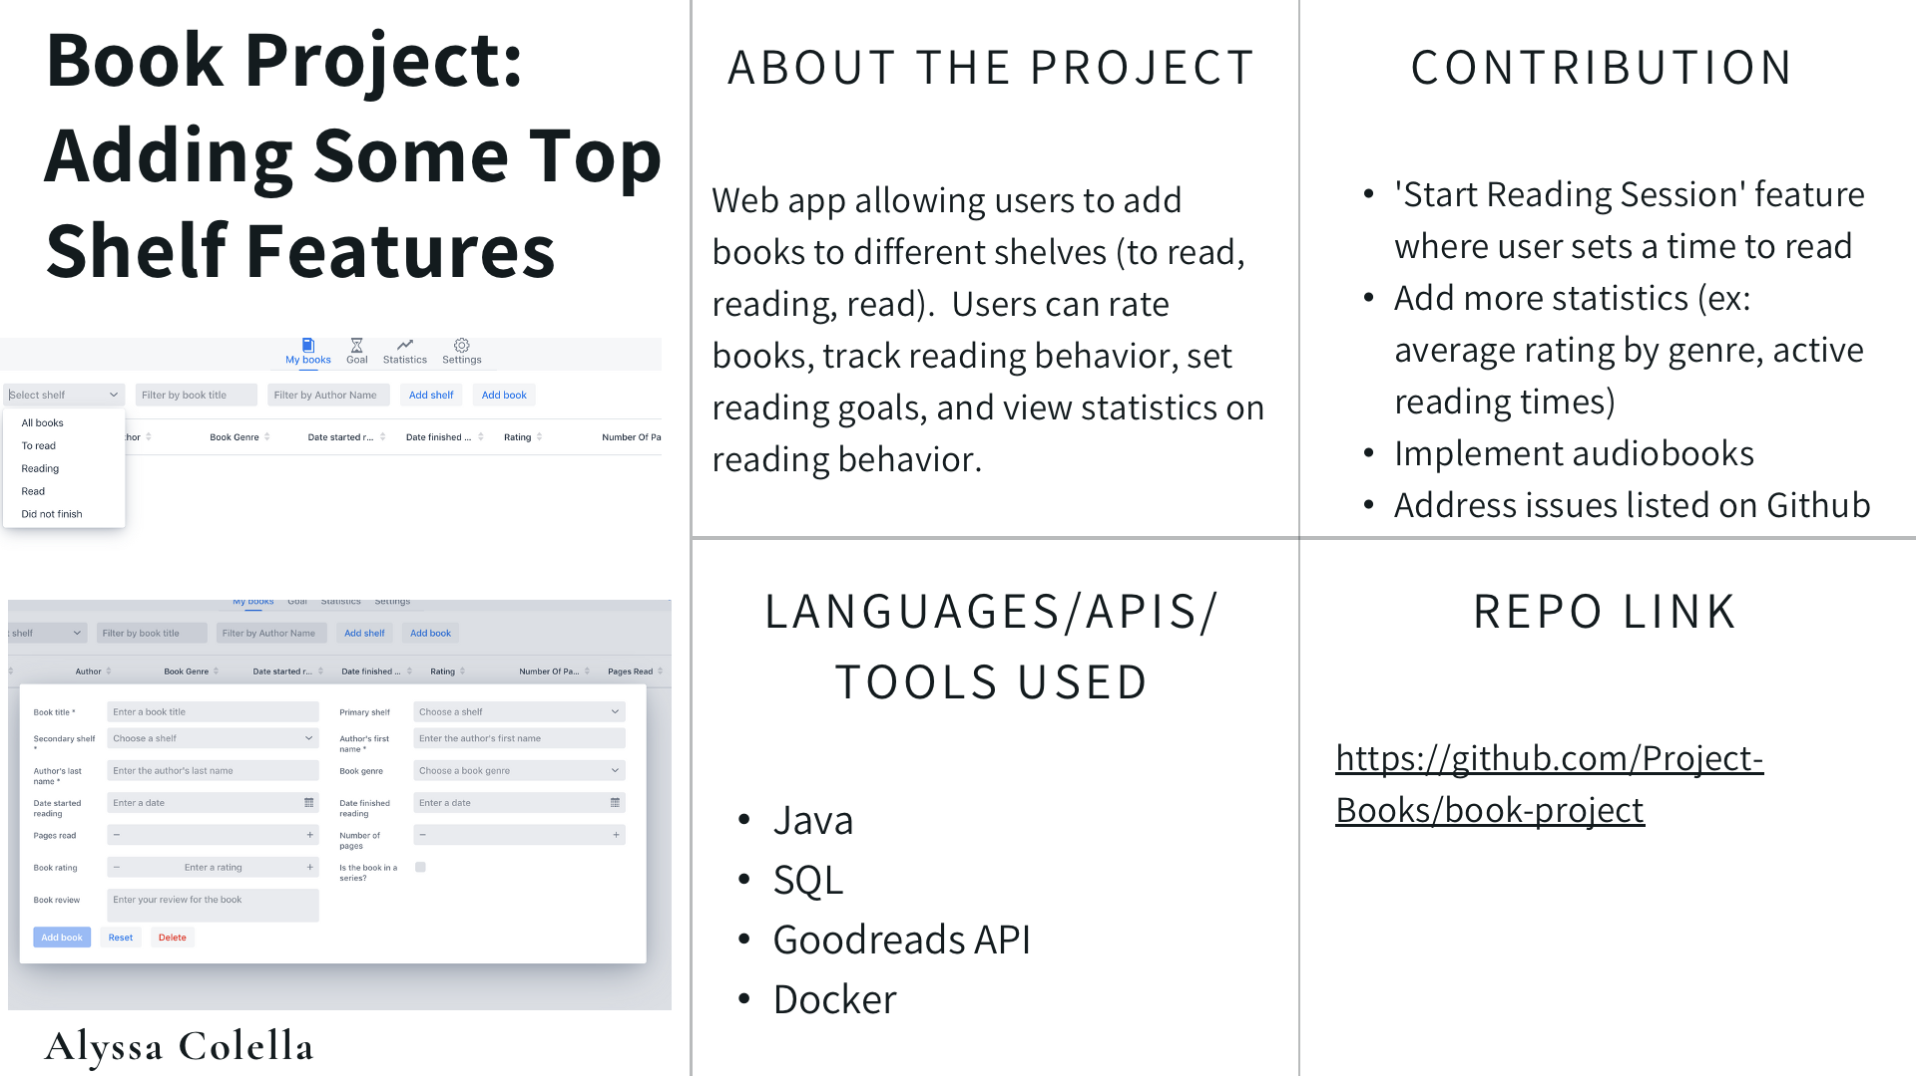 Book Project:
Adding Some Top
Shelf Features
My books Goal Statistics Settings
Select shelf Filter by book title Filter by Author Name Add shelf Add book
All books
To read
Reading
Read
Did not finish
hor Book Genre Date started r... Date finished ... Rating Number Of Pa
My books Goal Statistics Settings
shelf Filter by book title Filter by Author Name Add shelf Add book
Author Book Genre Date started r... Date finished ... Rating Number Of Pa... Pages Read
Book title * Enter a book title Primary shelf Choose a shelf
Secondary shelf * Choose a shelf Author's first name * Enter the author's first name
Author's last name * Enter the author's last name Book genre Choose a book genre
Date started reading Enter a date Date finished reading Enter a date
Pages read − + Number of pages − +
Book rating − Enter a rating + Is the book in a series?
Book review Enter your review for the book
Add book Reset Delete
Alyssa Colella
ABOUT THE PROJECT
Web app allowing users to add
books to different shelves (to read,
reading, read).  Users can rate
books, track reading behavior, set
reading goals, and view statistics on
reading behavior.
CONTRIBUTION
• 'Start Reading Session' feature
where user sets a time to read
• Add more statistics (ex:
average rating by genre, active
reading times)
• Implement audiobooks
• Address issues listed on Github
LANGUAGES/APIS/
TOOLS USED
• Java
• SQL
• Goodreads API
• Docker
REPO LINK
https://github.com/Project-
Books/book-project